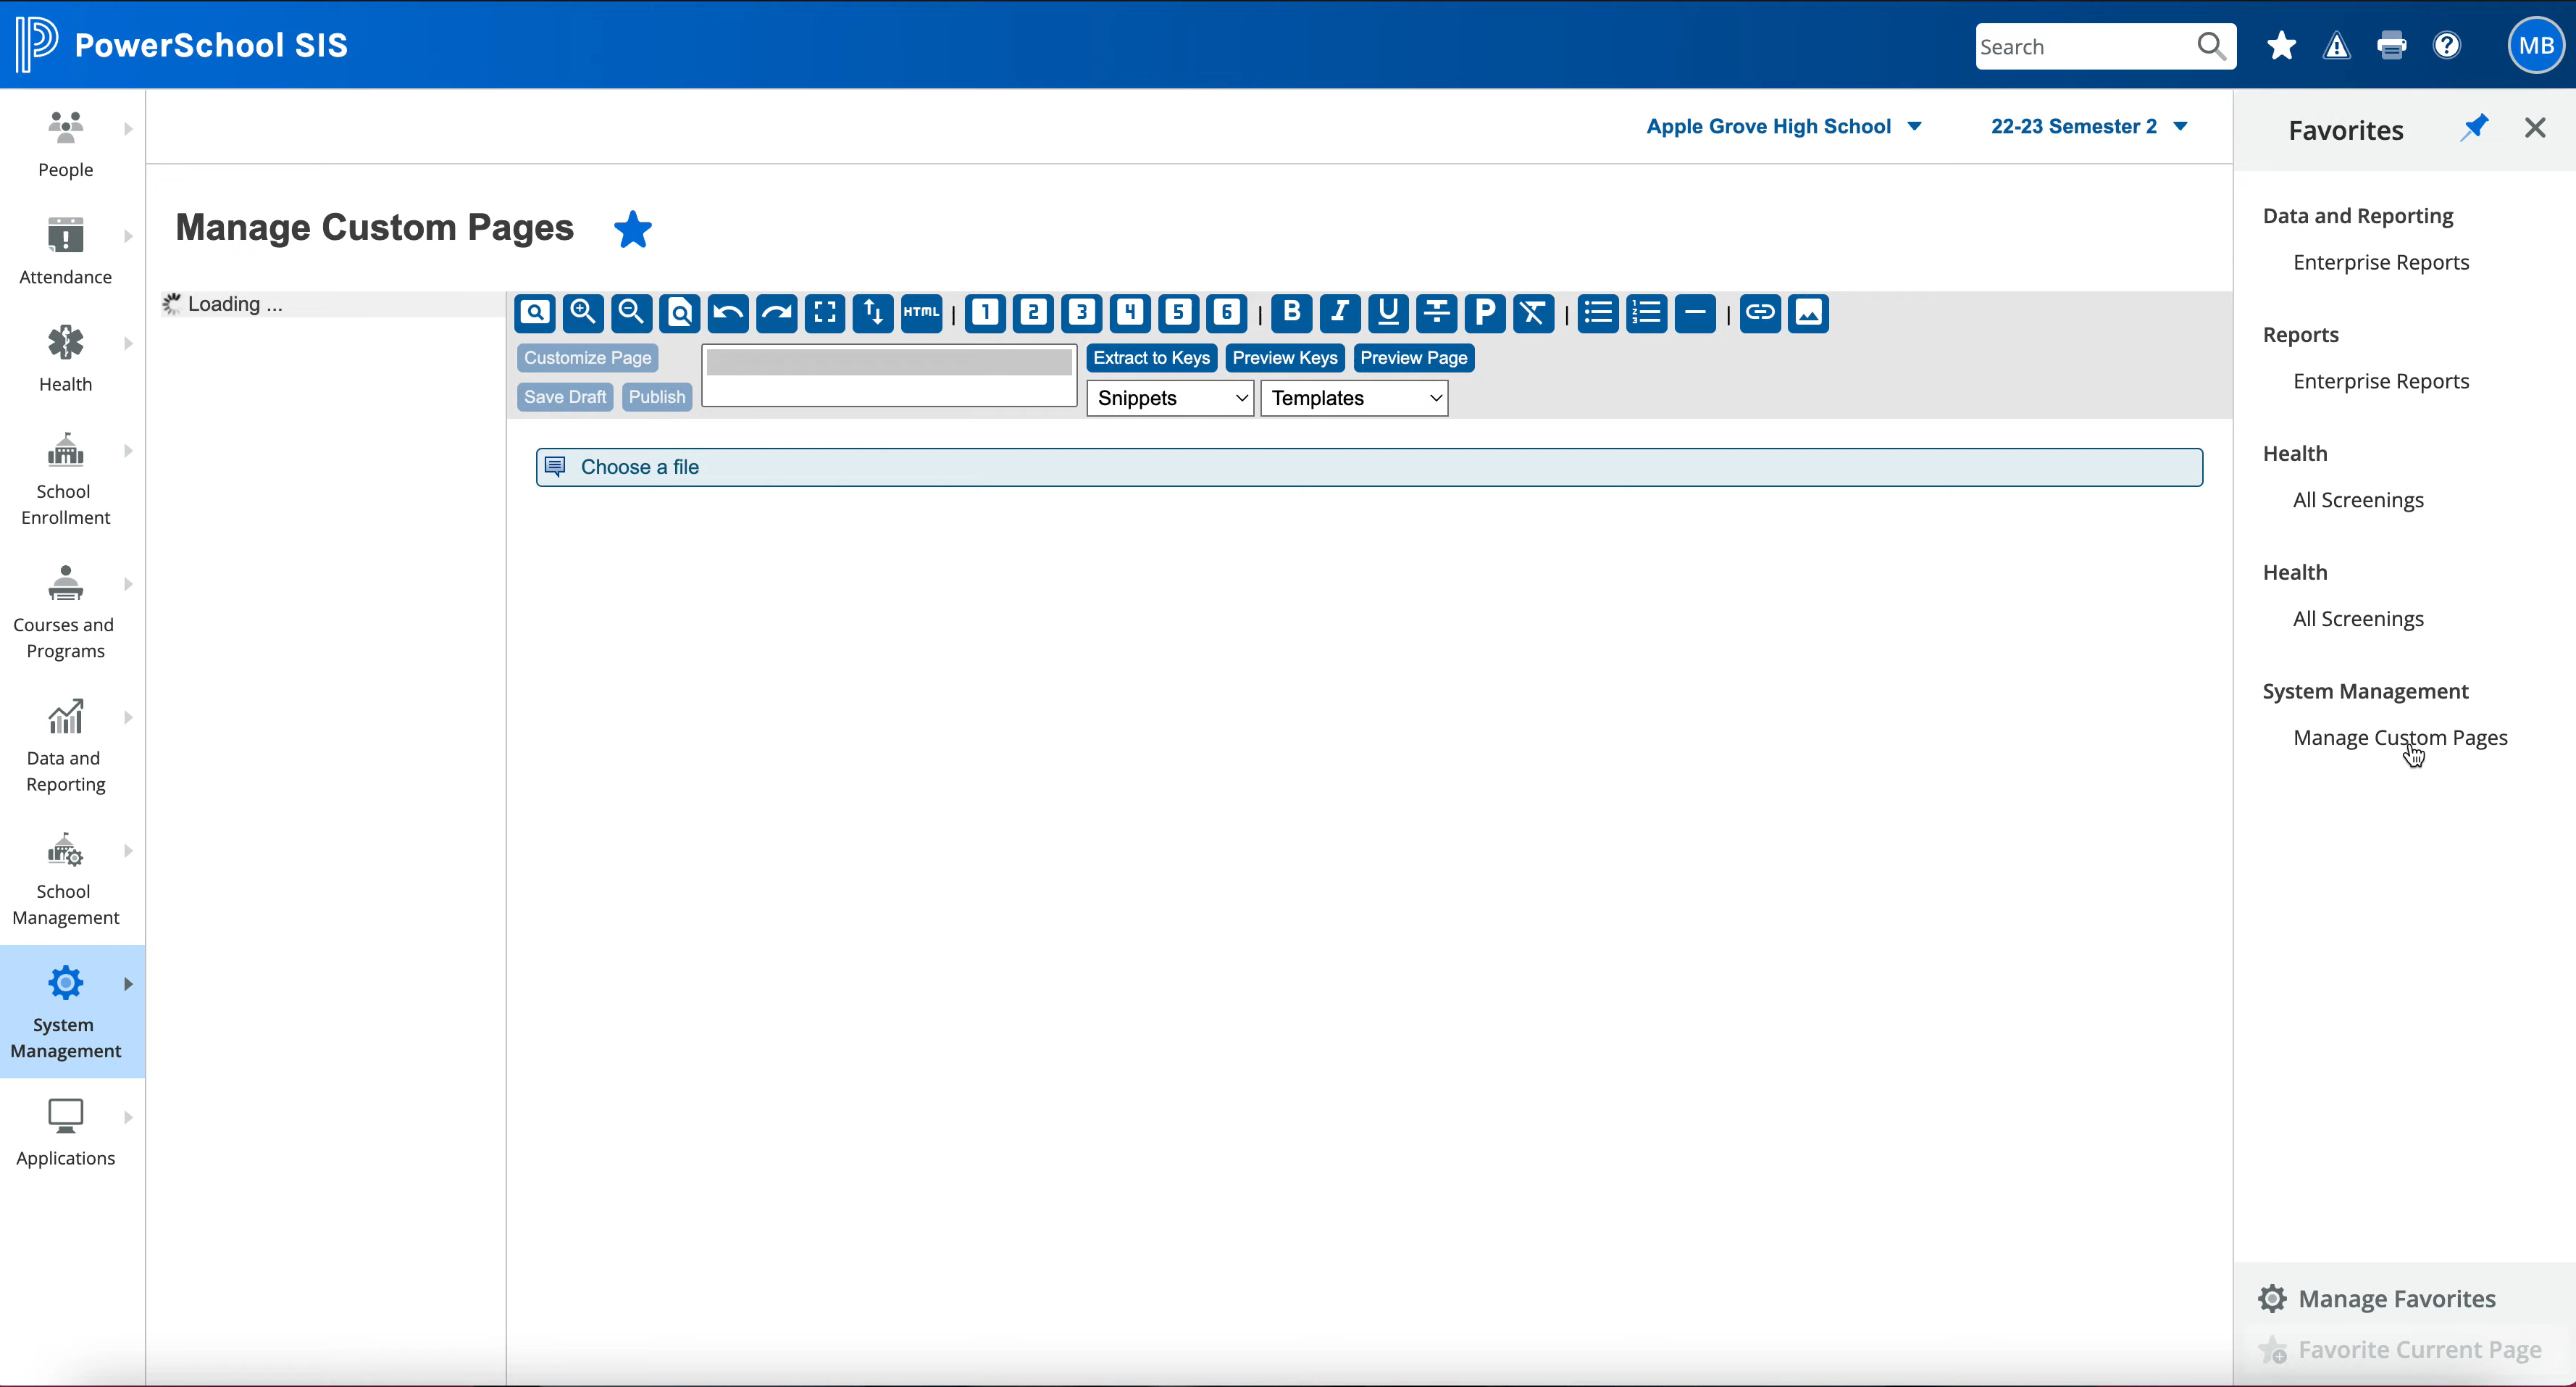 PowerSchool SIS
Search
MB
People
Attendance
Health
School
Enrollment
Courses and
Programs
Data and
Reporting
School
Management
System
Management
Applications
Apple Grove High School
22-23 Semester 2
Manage Custom Pages
Loading ...
HTML
1
2
3
4
5
6
B
I
U
T
P
T
Customize Page
Extract to Keys
Preview Keys
Preview Page
Save Draft
Publish
Snippets
Templates
Choose a file
Favorites
Data and Reporting
Enterprise Reports
Reports
Enterprise Reports
Health
All Screenings
Health
All Screenings
System Management
Manage Custom Pages
Manage Favorites
Favorite Current Page